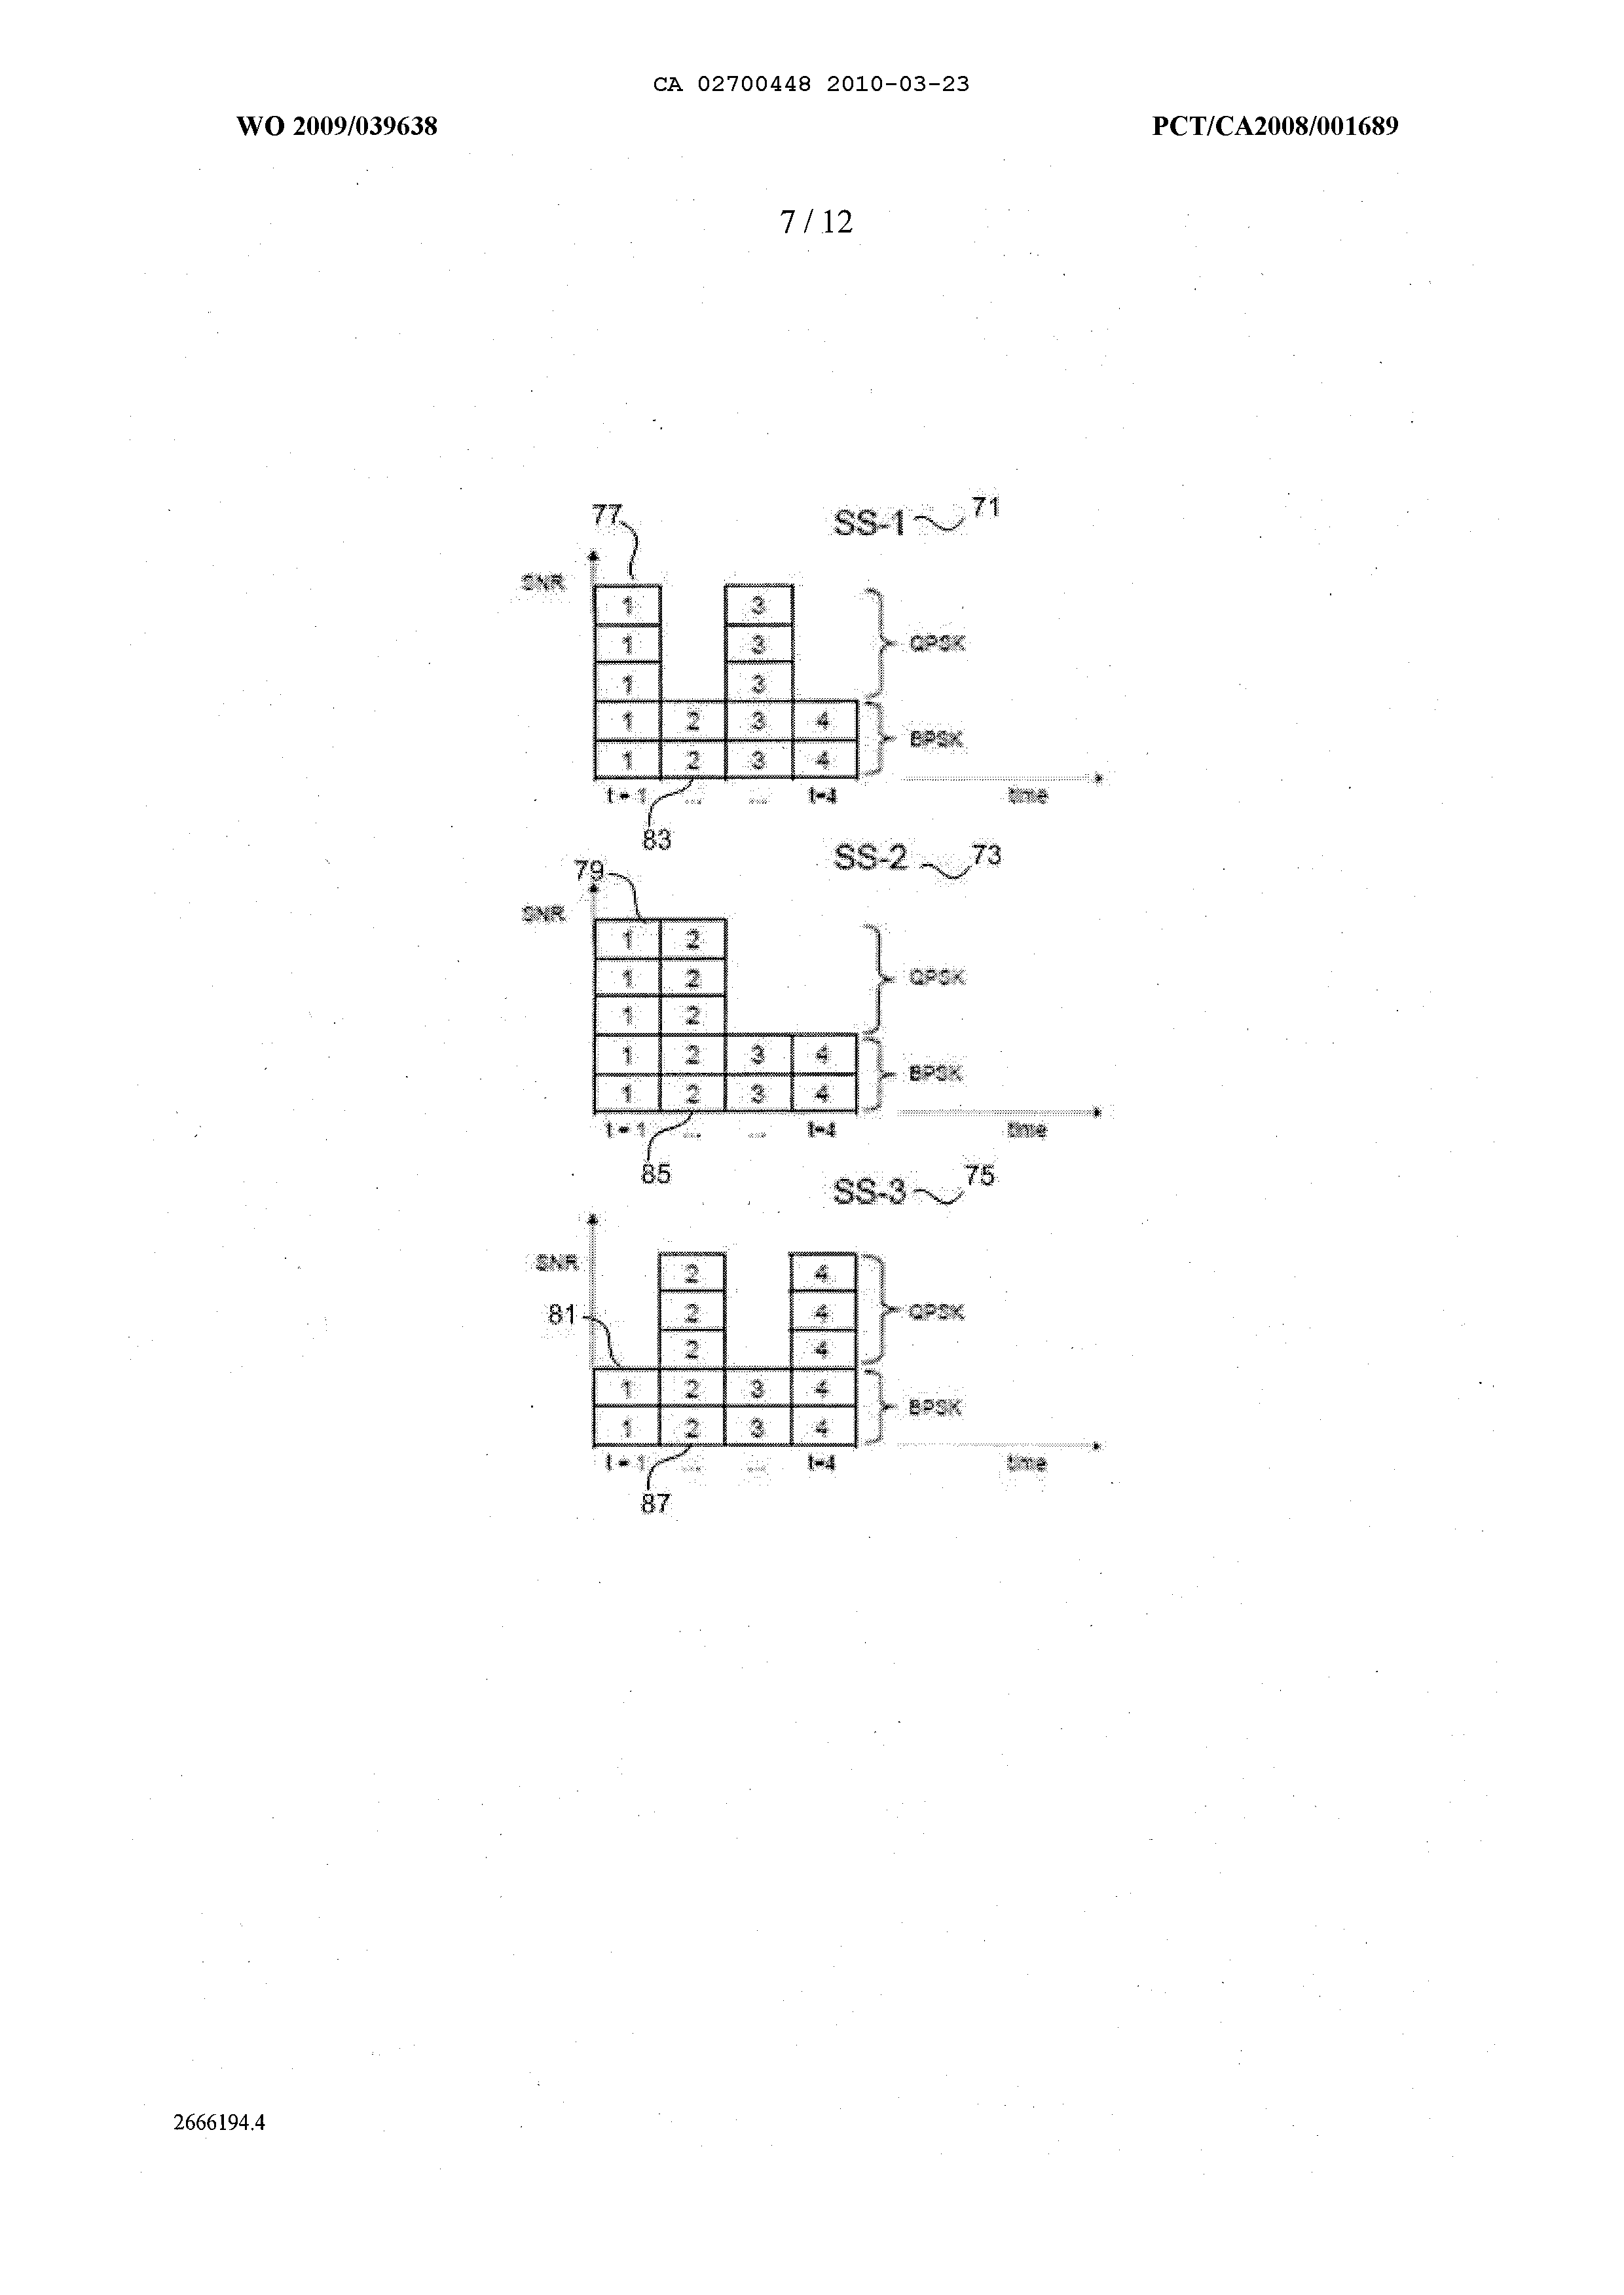 CA 02700448 2010-03-23
WO 2009/039638 PCT/CA2008/001689
7 / 12
77 SS-1 71
SNR
1 3
1 3 QPSK
1 3
1 2 3 4
BPSK
1 2 3 4
t = 1 ... ... t=4 time
83
SS-2 73
79
SNR
1 2
1 2 QPSK
1 2
1 2 3 4
BPSK
1 2 3 4
t = 1 ... ... t=4 time
85
SS-3 75
SNR
2 4
81 2 4 QPSK
2 4
1 2 3 4
BPSK
1 2 3 4
t = 1 ... ... t=4 time
87
2666194.4